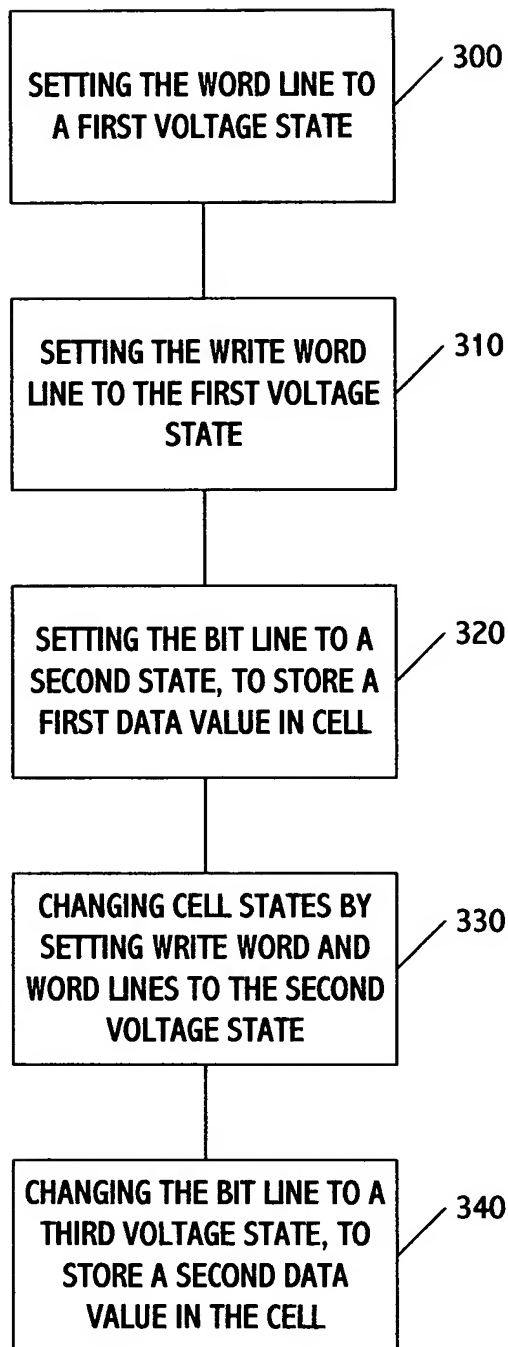 SETTING THE WORD LINE TO
A FIRST VOLTAGE STATE
300
SETTING THE WRITE WORD
LINE TO THE FIRST VOLTAGE
STATE
310
SETTING THE BIT LINE TO A
SECOND STATE, TO STORE A
FIRST DATA VALUE IN CELL
320
CHANGING CELL STATES BY
SETTING WRITE WORD AND
WORD LINES TO THE SECOND
VOLTAGE STATE
330
CHANGING THE BIT LINE TO A
THIRD VOLTAGE STATE, TO
STORE A SECOND DATA
VALUE IN THE CELL
340